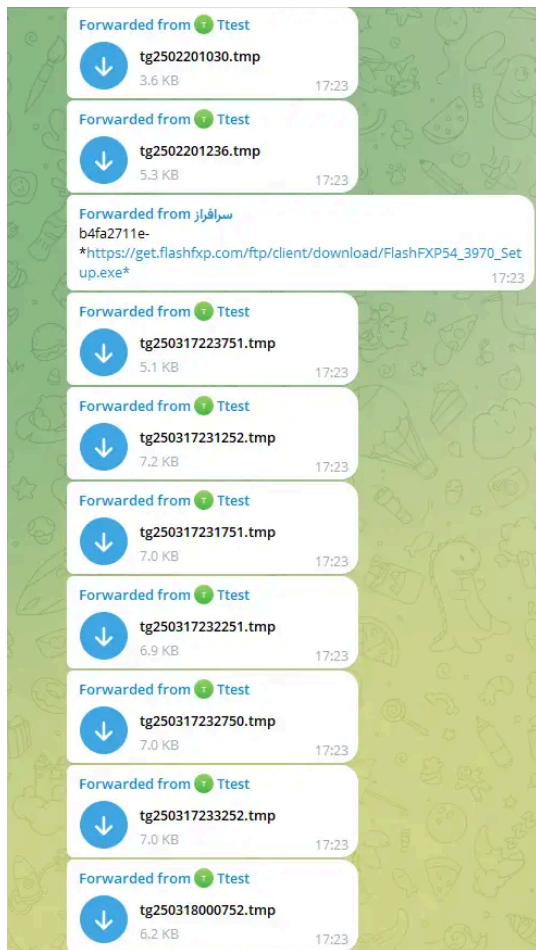 Forwarded from T Ttest
tg2502201030.tmp
3.6 KB
17:23
Forwarded from T Ttest
tg2502201236.tmp
5.3 KB
17:23
Forwarded from سرافراز
b4fa2711e-
*https://get.flashfxp.com/ftp/client/download/FlashFXP54_3970_Set
up.exe*
17:23
Forwarded from T Ttest
tg250317223751.tmp
5.1 KB
17:23
Forwarded from T Ttest
tg250317231252.tmp
7.2 KB
17:23
Forwarded from T Ttest
tg250317231751.tmp
7.0 KB
17:23
Forwarded from T Ttest
tg250317232251.tmp
6.9 KB
17:23
Forwarded from T Ttest
tg250317232750.tmp
7.0 KB
17:23
Forwarded from T Ttest
tg250317233252.tmp
7.0 KB
17:23
Forwarded from T Ttest
tg250318000752.tmp
6.2 KB
17:23